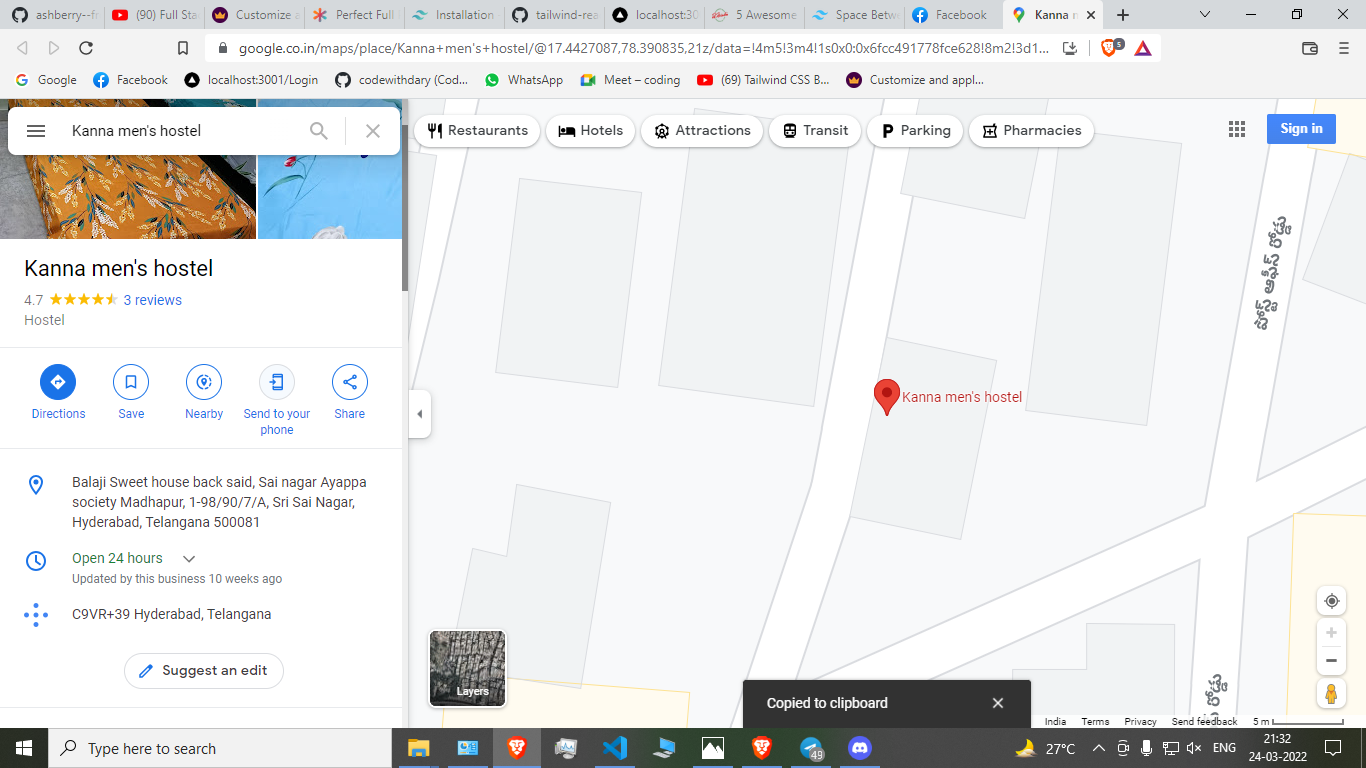 ashberry--fr
(90) Full Sta
Customize a
Perfect Full
Installation
tailwind-rea
localhost:30
5 Awesome
Space Betw
Facebook
Kanna m
google.co.in/maps/place/Kanna+men's+hostel/@17.4427087,78.390835,21z/data=!4m5!3m4!1s0x0:0x6fcc491778fce628!8m2!3d1...
5
Google
Facebook
localhost:3001/Login
codewithdary (Cod...
WhatsApp
Meet – coding
(69) Tailwind CSS B...
Customize and appl...
Kanna men's hostel
Restaurants
Hotels
Attractions
Transit
Parking
Pharmacies
Sign in
Kanna men's hostel
4.7
3 reviews
Hostel
Directions
Save
Nearby
Send to your
phone
Share
Balaji Sweet house back said, Sai nagar Ayappa
society Madhapur, 1-98/90/7/A, Sri Sai Nagar,
Hyderabad, Telangana 500081
Open 24 hours
Updated by this business 10 weeks ago
C9VR+39 Hyderabad, Telangana
Suggest an edit
Kanna men's hostel
పోస్ట్ ఆఫీస్ రోడ్డు
రోడ్డు
Layers
Copied to clipboard
India
Terms
Privacy
Send feedback
5 m
Type here to search
49
27°C
ENG
21:32
24-03-2022